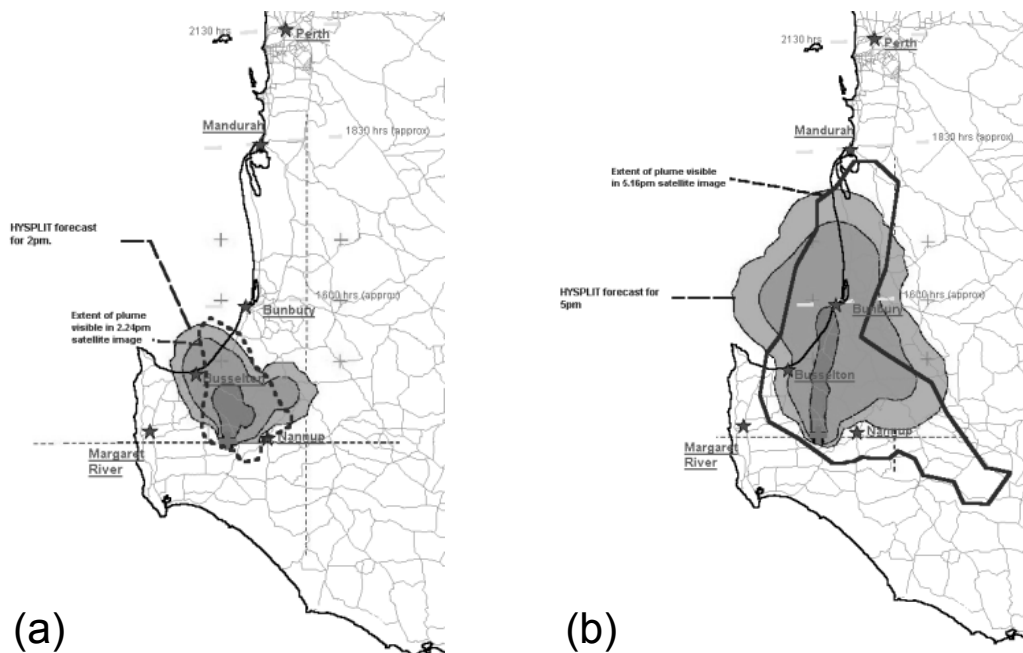 2130 hrs
Perth
Mandurah
1830 hrs (approx)
HYSPLIT forecast
for 2pm.
1600 hrs (approx)
Bunbury
Extent of plume
visible in 2.24pm
satellite image
Busselton
Nannup
Margaret
River
(a)
2130 hrs
Perth
Mandurah
1830 hrs (approx)
Extent of plume visible
in 5.16pm satellite image
HYSPLIT forecast for
5pm
1600 hrs (approx)
Bunbury
Busselton
Nannup
Margaret
River
(b)